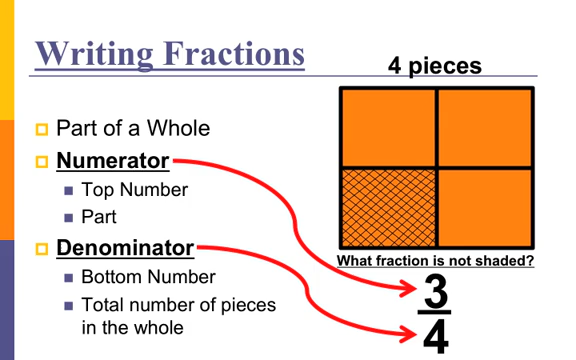 Writing Fractions
4 pieces
Part of a Whole
Numerator
Top Number
Part
Denominator
Bottom Number
Total number of pieces
in the whole
What fraction is not shaded?
3
4